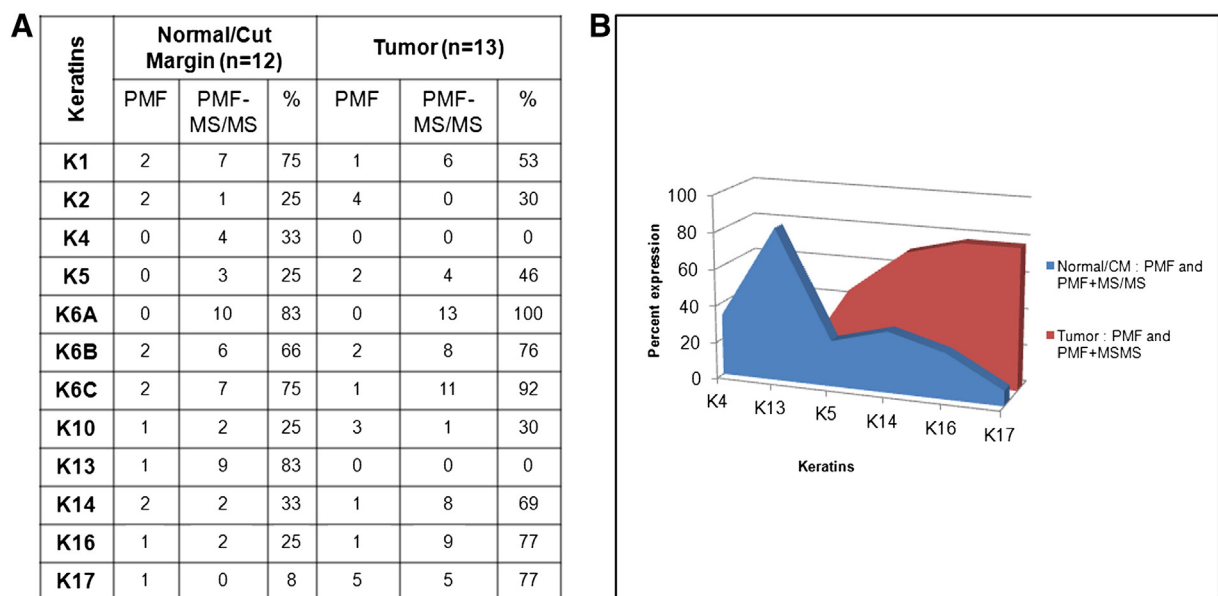 A
Keratins
Normal/Cut
Margin (n=12)
Tumor (n=13)
PMF
PMF-
MS/MS
%
PMF
PMF-
MS/MS
%
K1 2 7 75 1 6 53
K2 2 1 25 4 0 30
K4 0 4 33 0 0 0
K5 0 3 25 2 4 46
K6A 0 10 83 0 13 100
K6B 2 6 66 2 8 76
K6C 2 7 75 1 11 92
K10 1 2 25 3 1 30
K13 1 9 83 0 0 0
K14 2 2 33 1 8 69
K16 1 2 25 1 9 77
K17 1 0 8 5 5 77
B
Percent expression
100
80
60
40
20
0
K4
K13
K5
K14
K16
K17
Keratins
Normal/CM : PMF and
PMF+MS/MS
Tumor : PMF and
PMF+MSMS